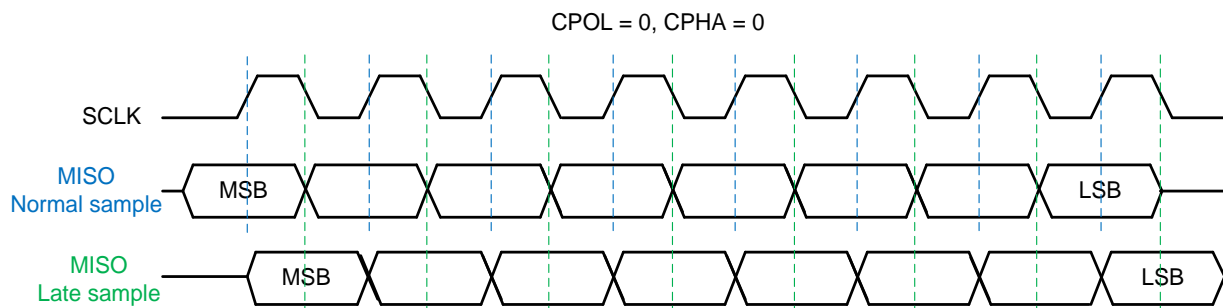 CPOL = 0, CPHA = 0
SCLK
MISO
Normal sample
MSB
LSB
MISO
Late sample
MSB
LSB